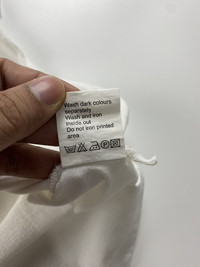 Wash dark colours
separately
Wash and iron
inside out
Do not iron printed
area